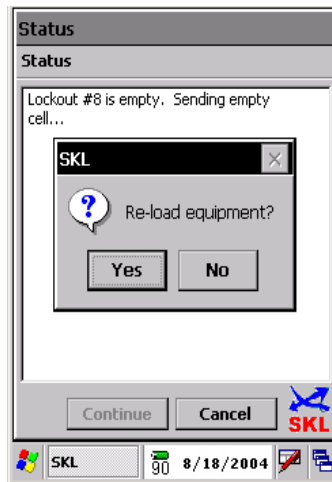 Status
Status
Lockout #8 is empty. Sending empty
cell...
SKL
Re-load equipment?
Yes
No
Continue
Cancel
SKL
SKL
90
8/18/2004